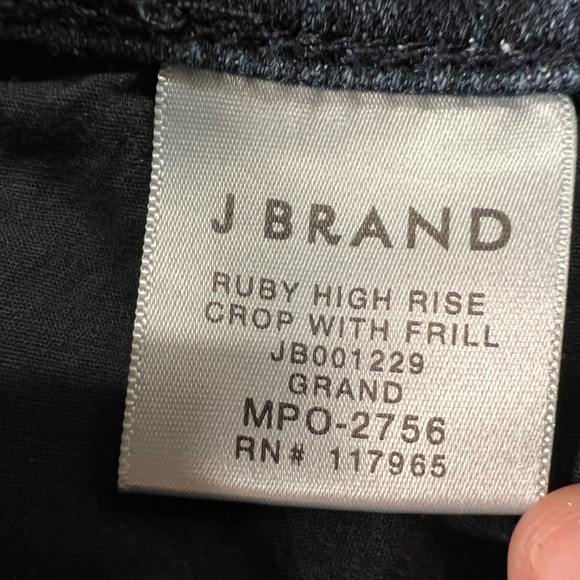 J BRAND
RUBY HIGH RISE
CROP WITH FRILL
JB001229
GRAND
MPO-2756
RN# 117965